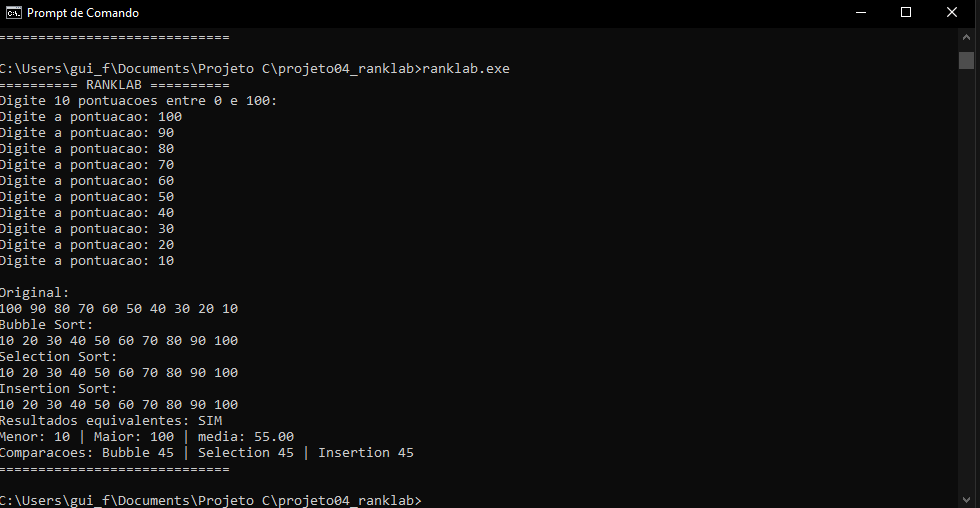 Prompt de Comando
=============================
C:\Users\gui_f\Documents\Projeto C\projeto04_ranklab>ranklab.exe
========== RANKLAB ==========
Digite 10 pontuacoes entre 0 e 100:
Digite a pontuacao: 100
Digite a pontuacao: 90
Digite a pontuacao: 80
Digite a pontuacao: 70
Digite a pontuacao: 60
Digite a pontuacao: 50
Digite a pontuacao: 40
Digite a pontuacao: 30
Digite a pontuacao: 20
Digite a pontuacao: 10
Original:
100 90 80 70 60 50 40 30 20 10
Bubble Sort:
10 20 30 40 50 60 70 80 90 100
Selection Sort:
10 20 30 40 50 60 70 80 90 100
Insertion Sort:
10 20 30 40 50 60 70 80 90 100
Resultados equivalentes: SIM
Menor: 10 | Maior: 100 | media: 55.00
Comparacoes: Bubble 45 | Selection 45 | Insertion 45
=============================
C:\Users\gui_f\Documents\Projeto C\projeto04_ranklab>